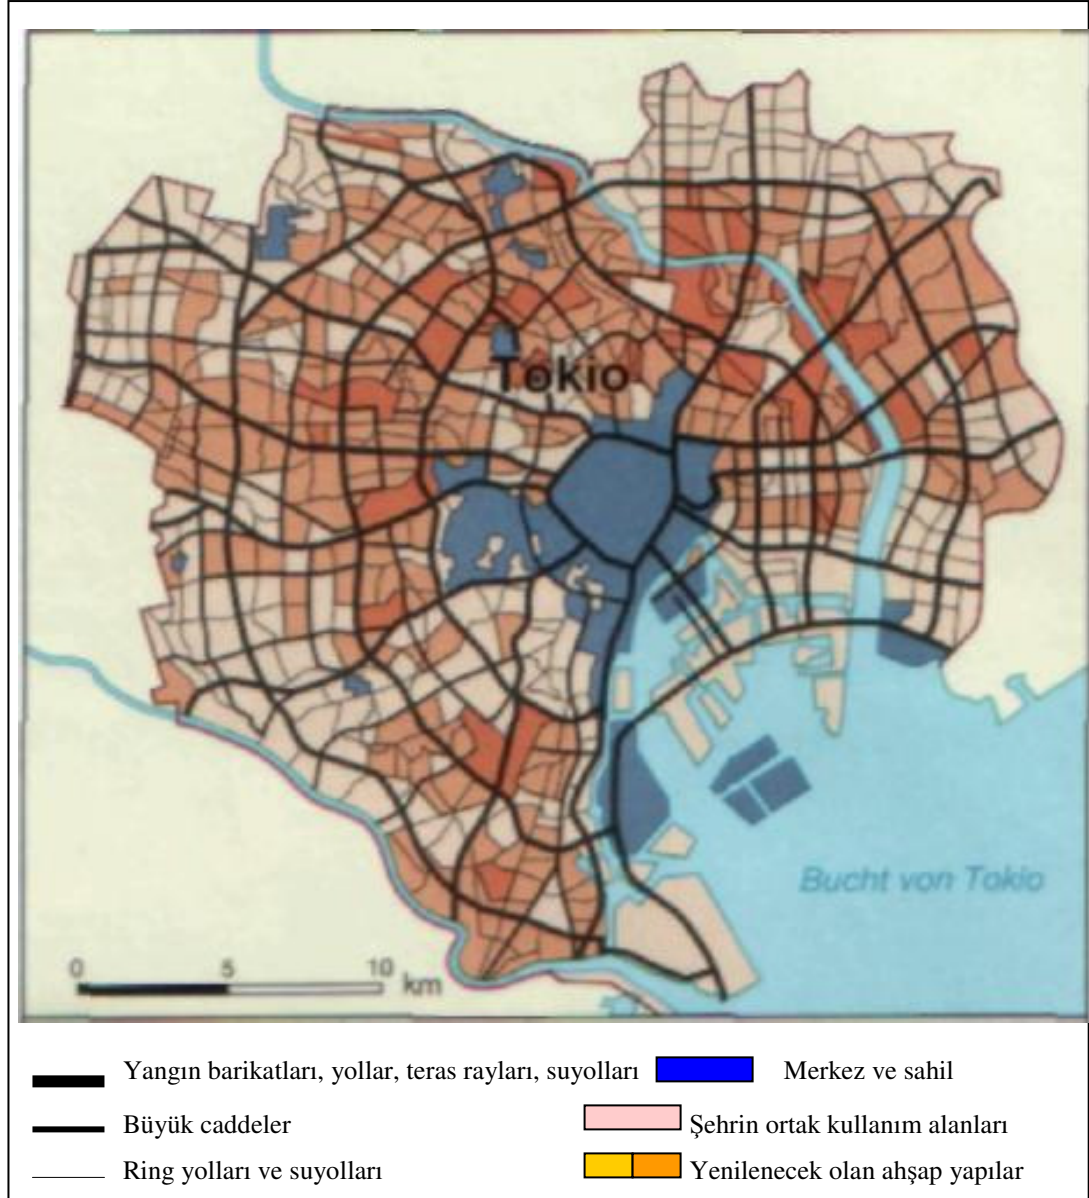 Tokio
Bucht von Tokio
0 5 10 km
Yangın barikatları, yollar, teras rayları, suyolları
Merkez ve sahil
Büyük caddeler
Şehrin ortak kullanım alanları
Ring yolları ve suyolları
Yenilenecek olan ahşap yapılar